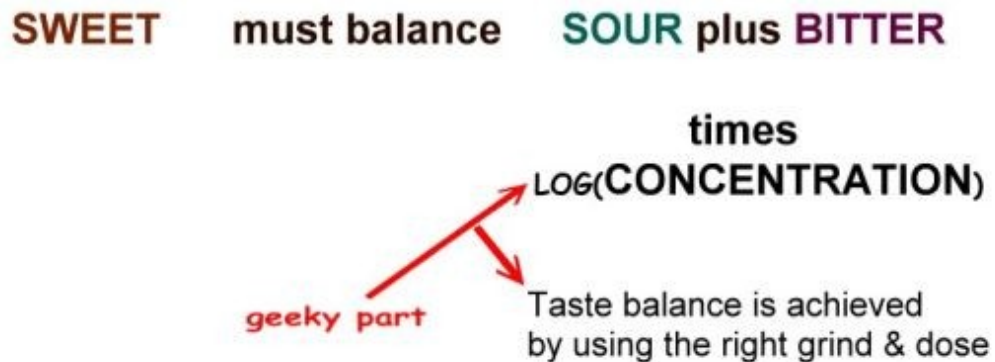 SWEET must balance SOUR plus BITTER
times
LOG(CONCENTRATION)
geeky part
Taste balance is achieved
by using the right grind & dose